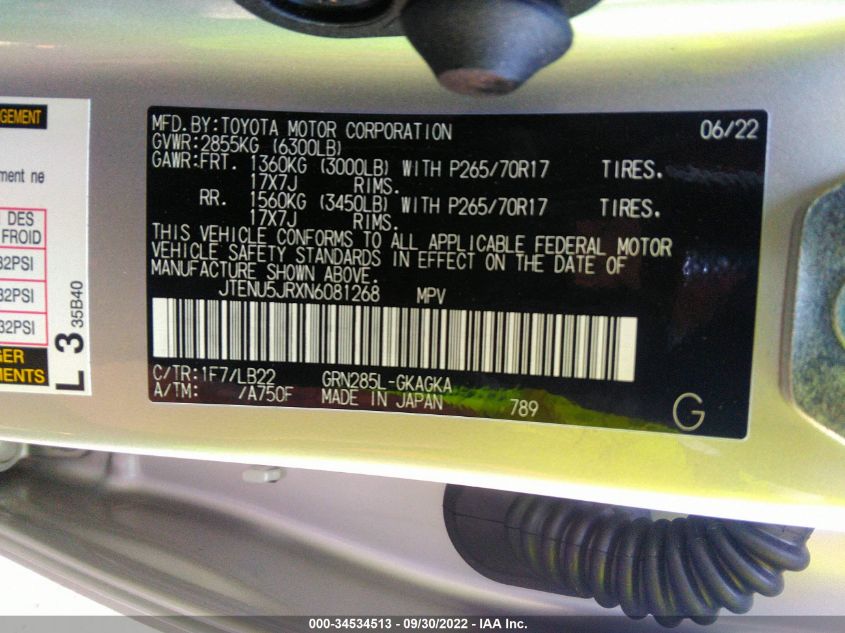 AGEMENT
ment ne
DES
FROID
32PSI
32PSI
32PSI
GER
EMENTS
L 3 35B40
MFD.BY:TOYOTA MOTOR CORPORATION 06/22
GVWR:2855KG (6300LB)
GAWR:FRT. 1360KG (3000LB) WITH P265/70R17 TIRES.
17X7J RIMS.
RR. 1560KG (3450LB) WITH P265/70R17 TIRES.
17X7J RIMS.
THIS VEHICLE CONFORMS TO ALL APPLICABLE FEDERAL MOTOR
VEHICLE SAFETY STANDARDS IN EFFECT ON THE DATE OF
MANUFACTURE SHOWN ABOVE.
JTENU5JRXN6081268 MPV
C/TR:1F7/LB22 GRN285L-GKAGKA
A/TM: /A750F MADE IN JAPAN 789 G
000-34534513 - 09/30/2022 - IAA Inc.